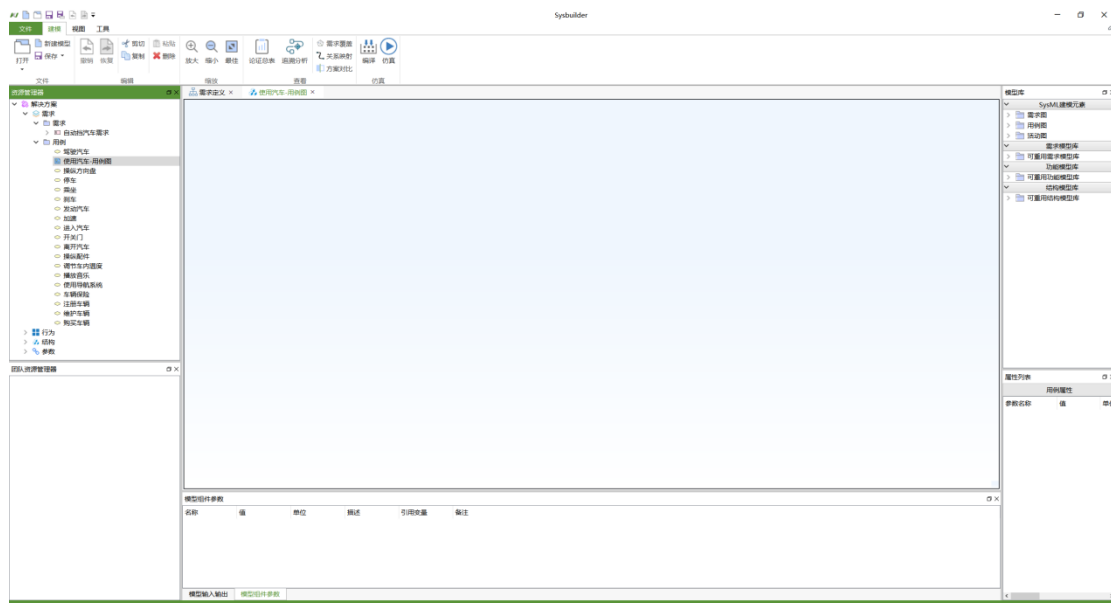 Sysbuilder
文件 建模 视图 工具
打开 新建模型 保存 撤销 恢复 剪切 复制 粘贴 删除 放大 缩小 最佳 论证总表 追溯分析 需求覆盖 关系映射 方案对比 编译 仿真
文件 编辑 缩放 查看 仿真
资源管理器
解决方案
需求
需求
自动挡汽车需求
用例
驾驶汽车
使用汽车-用例图
操纵方向盘
停车
乘坐
刹车
发动汽车
加速
进入汽车
开关门
离开汽车
操纵配件
调节车内温度
播放音乐
使用导航系统
车辆保险
注册车辆
维护车辆
购买车辆
行为
结构
参数
团队资源管理器
需求定义 × 使用汽车-用例图 ×
模型组件参数
名称 值 单位 描述 引用变量 备注
模型输入输出 模型组件参数
模型库
SysML建模元素
需求图
用例图
活动图
需求模型库
可重用需求模型库
功能模型库
可重用功能模型库
结构模型库
可重用结构模型库
属性列表
用例属性
参数名称 值